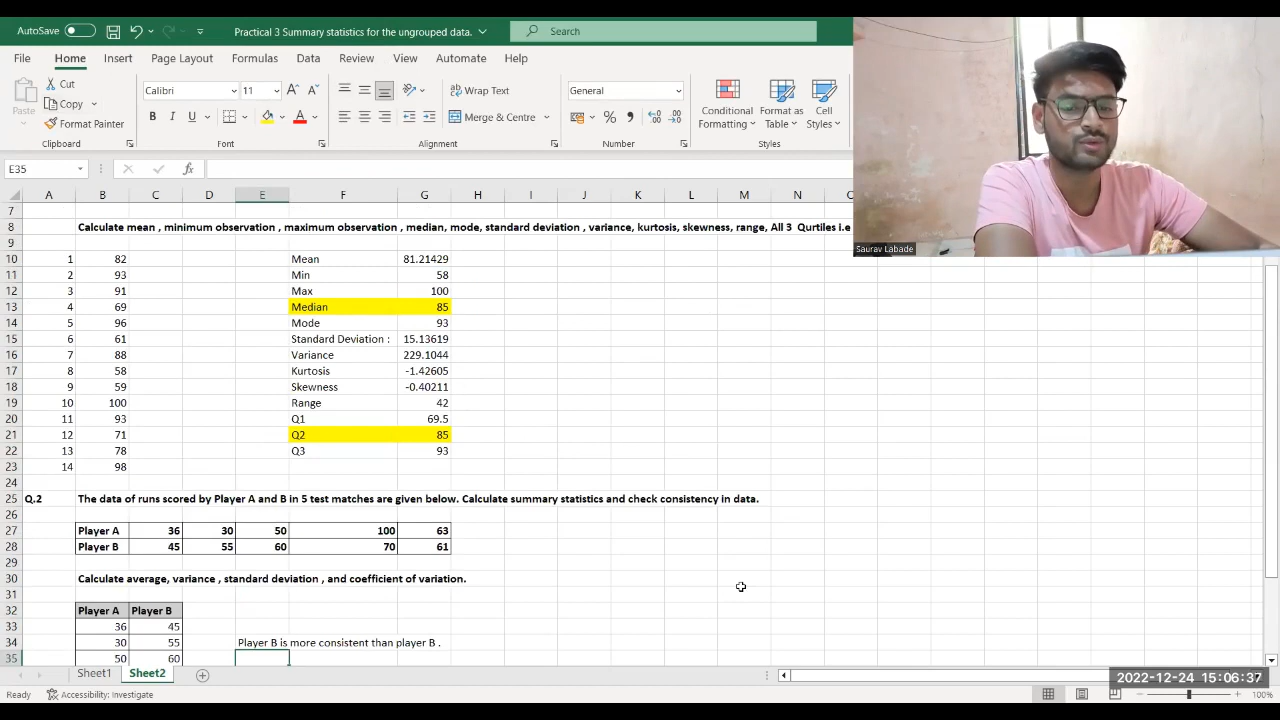 AutoSave Practical 3 Summary statistics for the ungrouped data. Search
File Home Insert Page Layout Formulas Data Review View Automate Help
Cut
Copy
Format Painter
Paste
Calibri 11
B I U
Wrap Text
Merge & Centre
General
Conditional Formatting
Format as Table
Cell Styles
Clipboard Font Alignment Number Styles
E35 fx
A B C D E F G H I J K L M N
7
8 Calculate mean , minimum observation , maximum observation , median, mode, standard deviation , variance, kurtosis, skewness, range, All 3 Qurtiles i.e
9
10 1 82 Mean 81.21429
11 2 93 Min 58
12 3 91 Max 100
13 4 69 Median 85
14 5 96 Mode 93
15 6 61 Standard Deviation : 15.13619
16 7 88 Variance 229.1044
17 8 58 Kurtosis -1.42605
18 9 59 Skewness -0.40211
19 10 100 Range 42
20 11 93 Q1 69.5
21 12 71 Q2 85
22 13 78 Q3 93
23 14 98
24
25 Q.2 The data of runs scored by Player A and B in 5 test matches are given below. Calculate summary statistics and check consistency in data.
26
27 Player A 36 30 50 100 63
28 Player B 45 55 60 70 61
29
30 Calculate average, variance , standard deviation , and coefficient of variation.
31
32 Player A Player B
33 36 45
34 30 55 Player B is more consistent than player B .
35 50 60
Sheet1 Sheet2
Ready Accessibility: Investigate 100%
Saurav Labade
2022-12-24 15:06:37